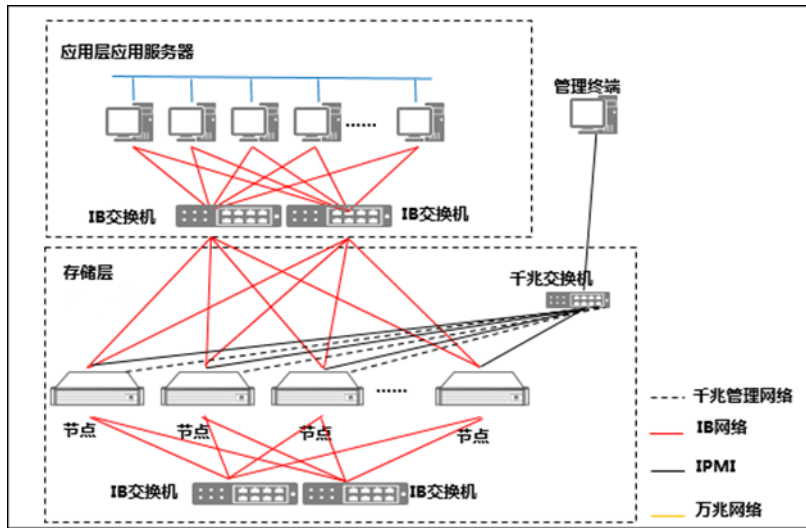 应用层应用服务器
管理终端
......
IB交换机
IB交换机
存储层
千兆交换机
......
节点
节点
节点
节点
IB交换机
IB交换机
千兆管理网络
IB网络
IPMI
万兆网络